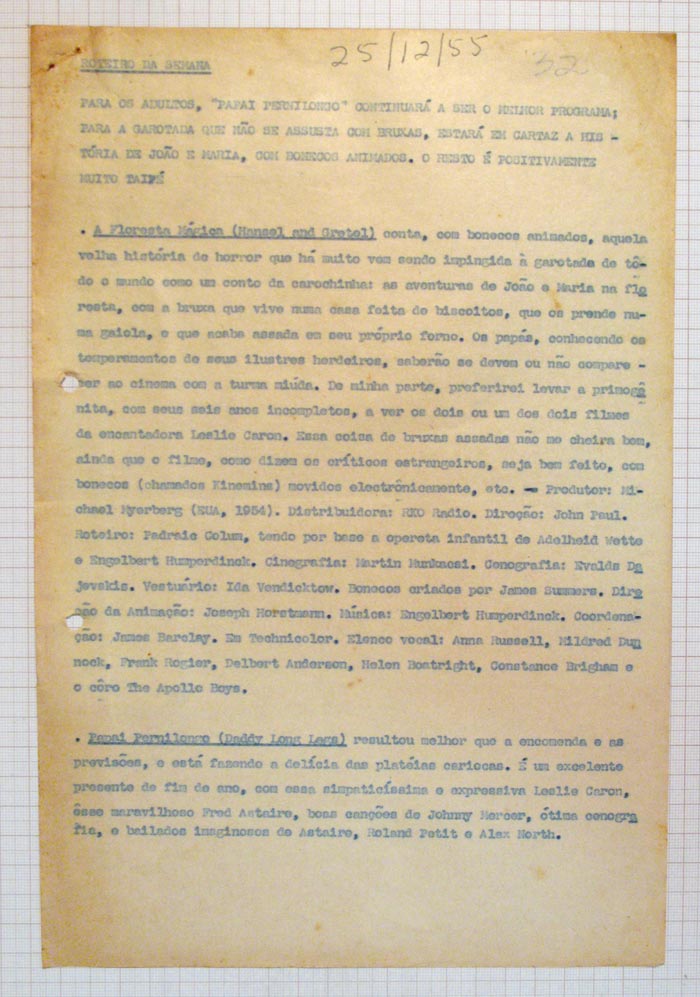 25/12/55
32
ROTEIRO DA SEMANA
PARA OS ADULTOS, "PAPAI PERNILONGO" CONTINUARÁ A SER O MELHOR PROGRAMA;
PARA A GAROTADA QUE NÃO SE ASSUSTA COM BRUXAS, ESTARÁ EM CARTAZ A HIS -
TÓRIA DE JOÃO E MARIA, COM BONECOS ANIMADOS. O RESTO É POSITIVAMENTE
MUITO TAIFÉ
. A Floresta Mágica (Hansel and Gretel) conta, com bonecos animados, aquela
velha história de horror que há muito vem sendo impingida à garotada de tô-
do o mundo como um conto da carochinha: as aventuras de João e Maria na flo
resta, com a bruxa que vive numa casa feita de biscoitos, que os prende nu-
ma gaiola, e que acaba assada em seu próprio forno. Os papás, conhecendo os
temperamentos de seus ilustres herdeiros, saberão se devem ou não compare -
cer ao cinema com a turma miúda. De minha parte, preferirei levar a primogê
nita, com seus seis anos incompletos, a ver os dois ou um dos dois filmes
da encantadora Leslie Caron. Essa coisa de bruxas assadas não me cheira bem,
ainda que o filme, como dizem os críticos estrangeiros, seja bem feito, com
bonecos (chamados Kinemins) movidos electrônicamente, etc. - Produtor: Mi-
chael Myerberg (EUA, 1954). Distribuidora: RKO Radio. Direção: John Paul.
Roteiro: Padraic Colum, tendo por base a opereta infantil de Adelheid Wette
e Engelbert Humperdinck. Cinegrafia: Martin Munkacsi. Cenografia: Evalds Da
jevskis. Vestuário: Ida Vendicktow. Bonecos criados por James Summers. Dire
ção da Animação: Joseph Horstmann. Música: Engelbert Humperdinck. Coordena-
ção: James Barclay. Em Technicolor. Elenco vocal: Anna Russell, Mildred Dun
nock, Frank Rogier, Delbert Anderson, Helen Boatright, Constance Brigham e
o côro The Apollo Boys.
. Papai Pernilongo (Daddy Long Legs) resultou melhor que a encomenda e as
previsões, e está fazendo a delícia das platéias cariocas. É um excelente
presente de fim de ano, com essa simpaticíssima e expressiva Leslie Caron,
êsse maravilhoso Fred Astaire, boas canções de Johnny Mercer, ótima cenogra
fia, e bailados imaginosos de Astaire, Roland Petit e Alex North.